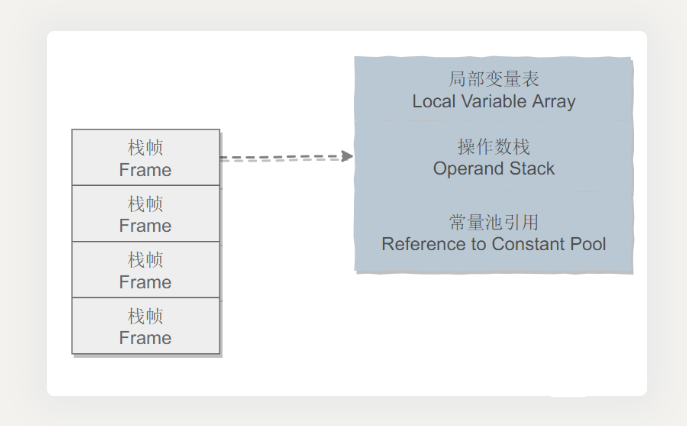 局部变量表
Local Variable Array
操作数栈
Operand Stack
常量池引用
Reference to Constant Pool
栈帧
Frame
栈帧
Frame
栈帧
Frame
栈帧
Frame